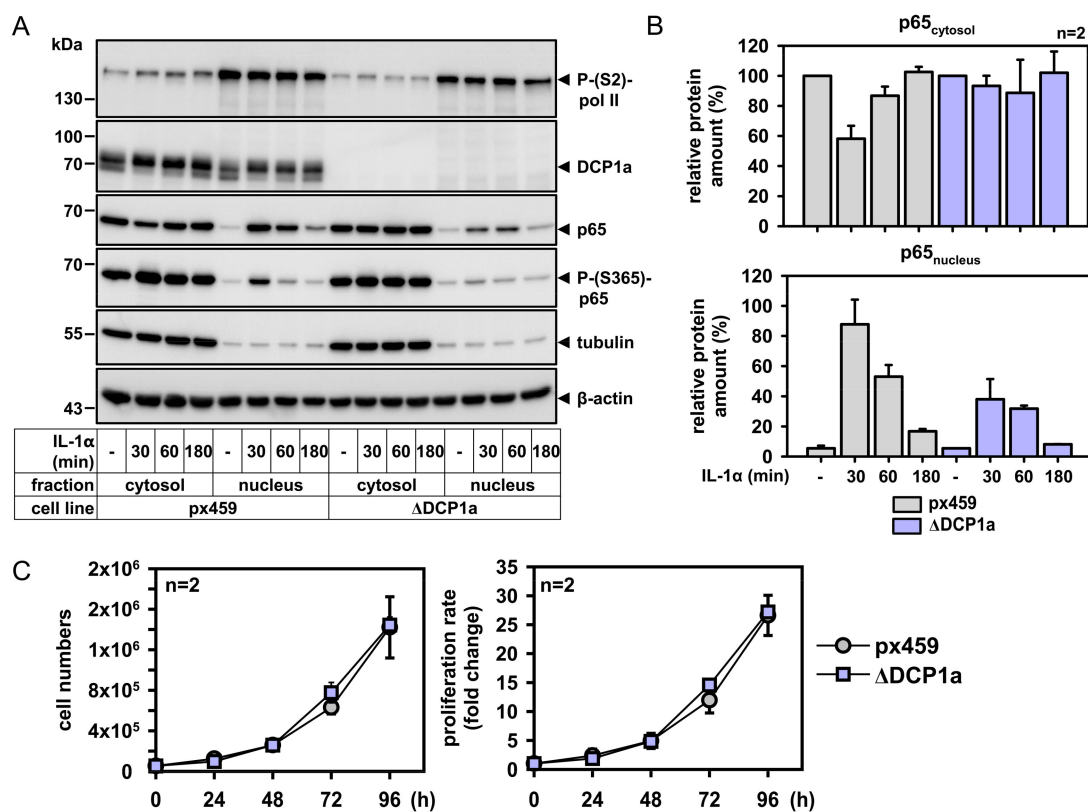 A
kDa
130
100
70
70
70
55
43
P-(S2)-
pol II
DCP1a
p65
P-(S365)-
p65
tubulin
β-actin
IL-1α
(min)
- 30 60 180 - 30 60 180 - 30 60 180 - 30 60 180
fraction cytosol nucleus cytosol nucleus
cell line px459 ΔDCP1a
B
p65cytosol
n=2
relative protein
amount (%)
120
100
80
60
40
20
0
p65nucleus
relative protein
amount (%)
120
100
80
60
40
20
0
IL-1α (min) - 30 60 180 - 30 60 180
px459
ΔDCP1a
C
n=2
cell numbers
2x10⁶
2x10⁶
1x10⁶
8x10⁵
4x10⁵
0
0 24 48 72 96 (h)
n=2
proliferation rate
(fold change)
35
30
25
20
15
10
5
0
0 24 48 72 96 (h)
px459
ΔDCP1a